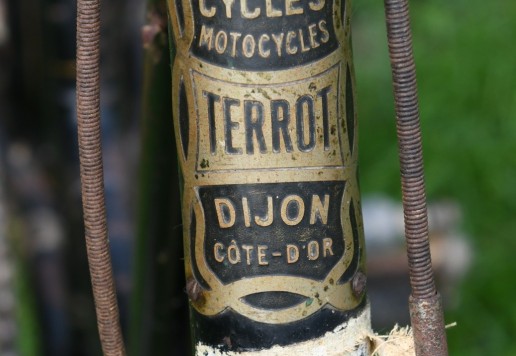 CYCLES
MOTOCYCLES
TERROT
DIJON
CÔTE-D'OR